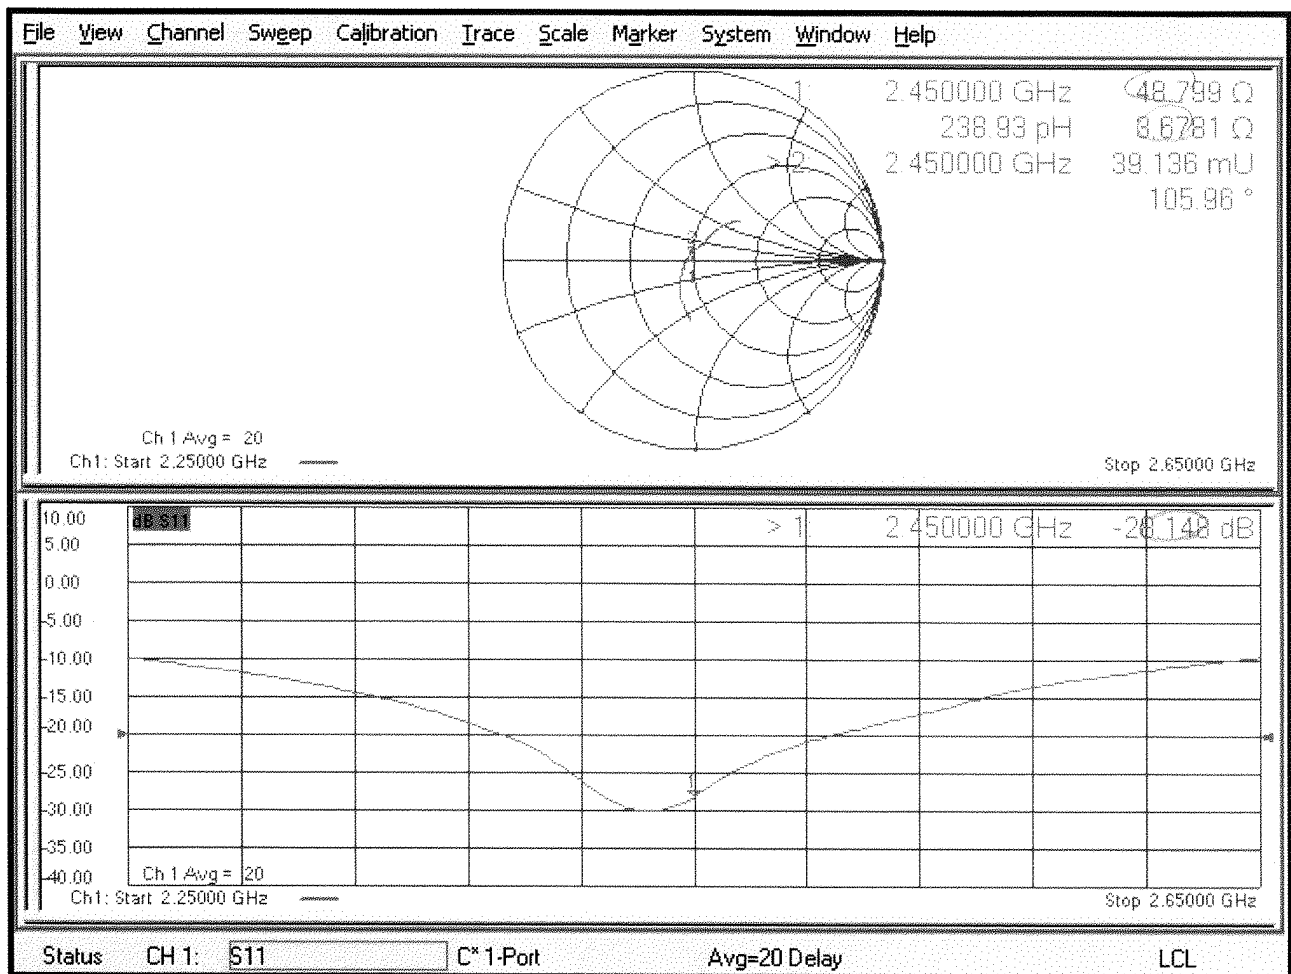 File View Channel Sweep Calibration Trace Scale Marker System Window Help
1: 2.450000 GHz 48.799 Ω
238.93 pH 3.6781 Ω
> 2: 2.450000 GHz 39.136 mU
105.96 °
Ch 1 Avg = 20
Ch1: Start 2.25000 GHz
Stop 2.65000 GHz
10.00
dB S11
> 1: 2.450000 GHz -28.148 dB
5.00
0.00
-5.00
-10.00
-15.00
-20.00
-25.00
1
-30.00
-35.00
-40.00
Ch 1 Avg = 20
Ch1: Start 2.25000 GHz
Stop 2.65000 GHz
Status CH 1: S11 C* 1-Port Avg=20 Delay LCL